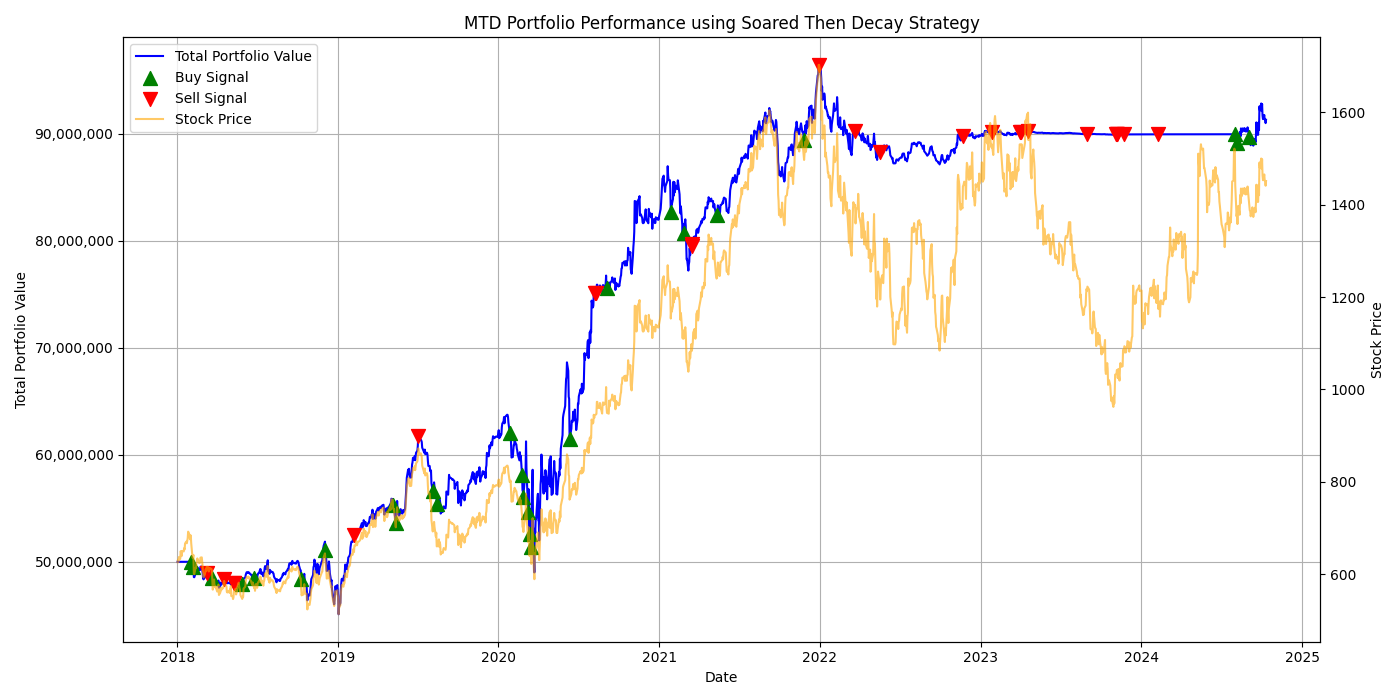 MTD Portfolio Performance using Soared Then Decay Strategy
Total Portfolio Value
Buy Signal
Sell Signal
Stock Price
Total Portfolio Value
90,000,000
80,000,000
70,000,000
60,000,000
50,000,000
1600
1400
1200
1000
800
600
Stock Price
2018
2019
2020
2021
2022
2023
2024
2025
Date